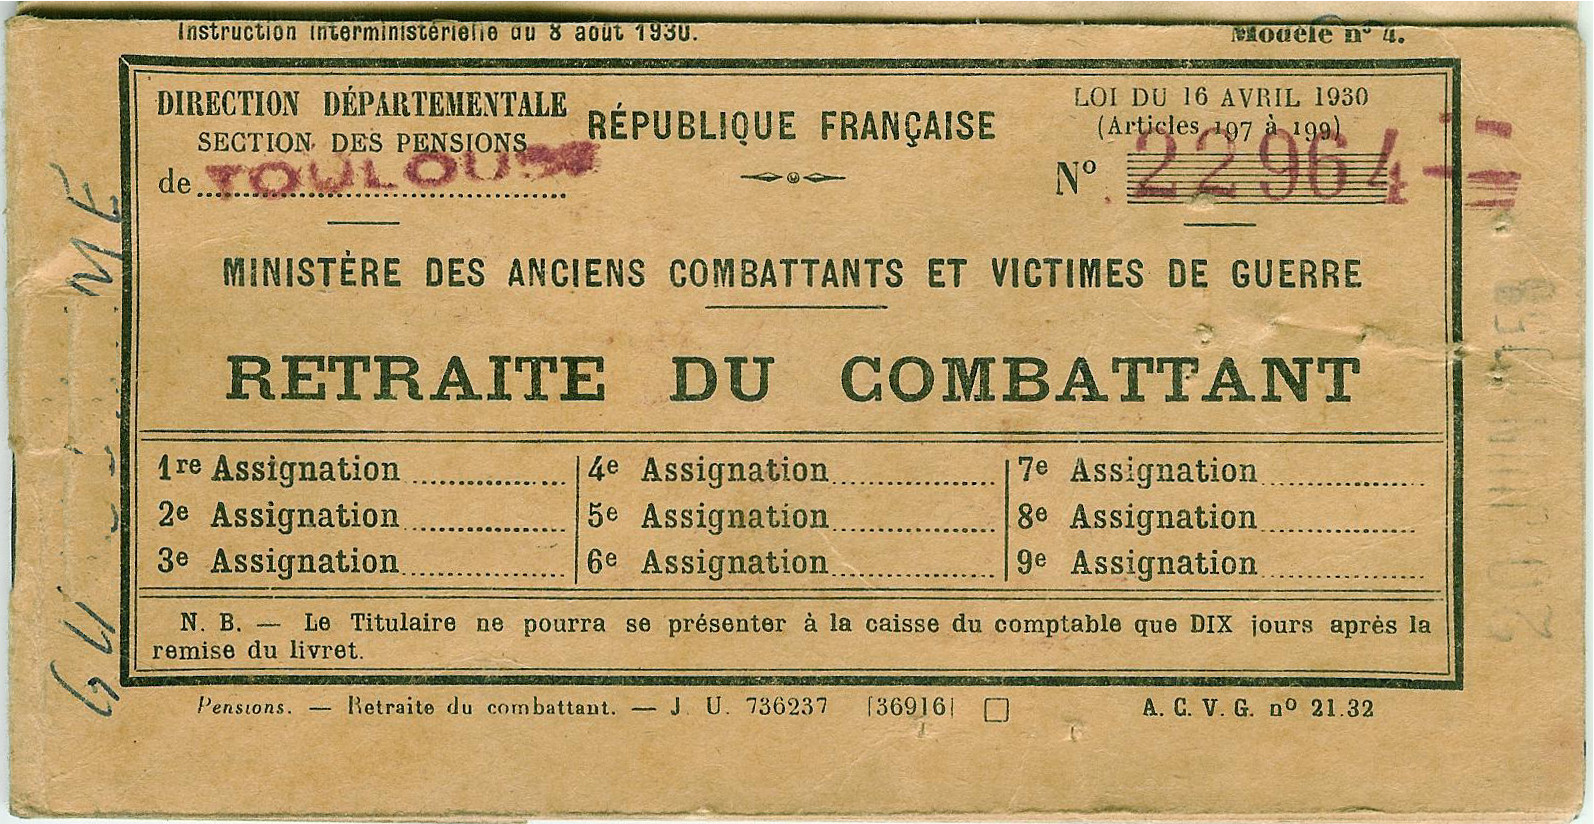 Instruction interministérielle du 8 août 1930.
Modèle nº 4.
DIRECTION DÉPARTEMENTALE
SECTION DES PENSIONS
de TOULOUSE
RÉPUBLIQUE FRANÇAISE
LOI DU 16 AVRIL 1930
(Articles 197 à 199)
Nº 22964
MINISTÈRE DES ANCIENS COMBATTANTS ET VICTIMES DE GUERRE
RETRAITE DU COMBATTANT
1re Assignation
2e Assignation
3e Assignation
4e Assignation
5e Assignation
6e Assignation
7e Assignation
8e Assignation
9e Assignation
N. B. — Le Titulaire ne pourra se présenter à la caisse du comptable que DIX jours après la
remise du livret.
Pensions. — Retraite du combattant. — J. U. 736237 [36916]
A. C. V. G. nº 21.32